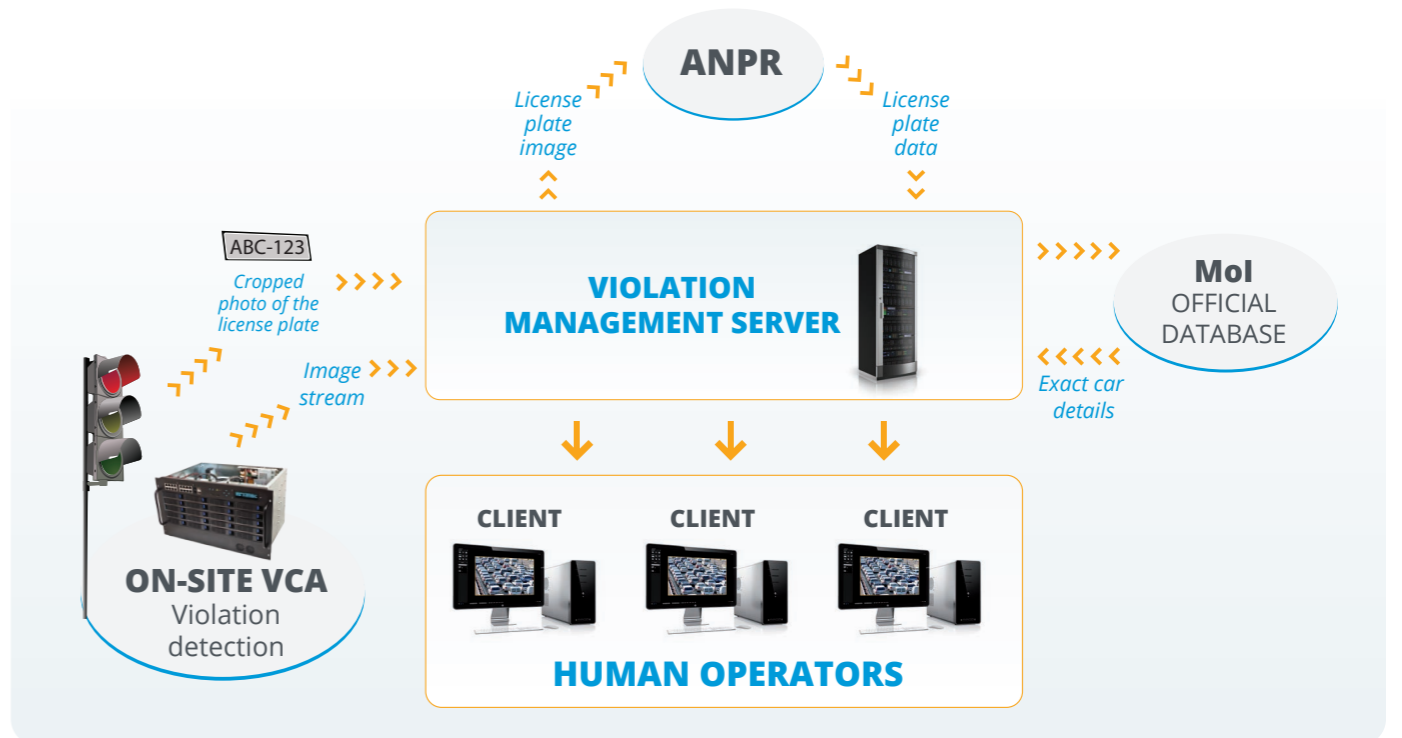 ANPR
License
plate
image
License
plate
data
ABC-123
Cropped
photo of the
license plate
VIOLATION
MANAGEMENT SERVER
MoI
OFFICIAL
DATABASE
Image
stream
Exact car
details
CLIENT
CLIENT
CLIENT
ON-SITE VCA
Violation
detection
HUMAN OPERATORS